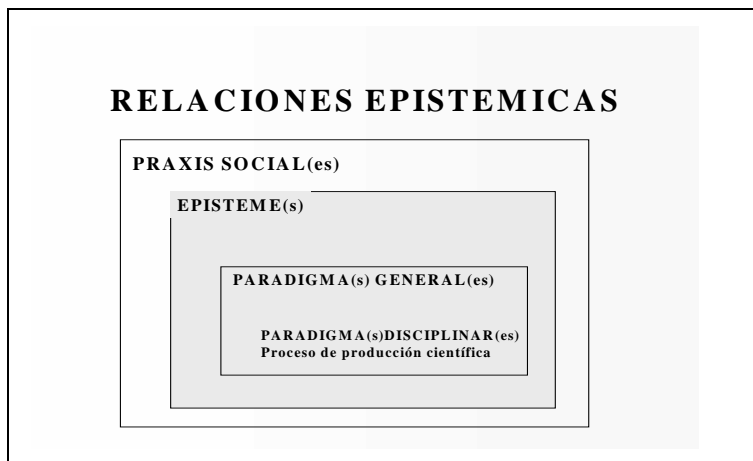 RELACIONES EPISTEMICAS
PRAXIS SOCIAL(es)
EPISTEME(s)
PARADIGMA(s) GENERAL(es)
PARADIGMA(s)DISCIPLINAR(es)
Proceso de producción científica